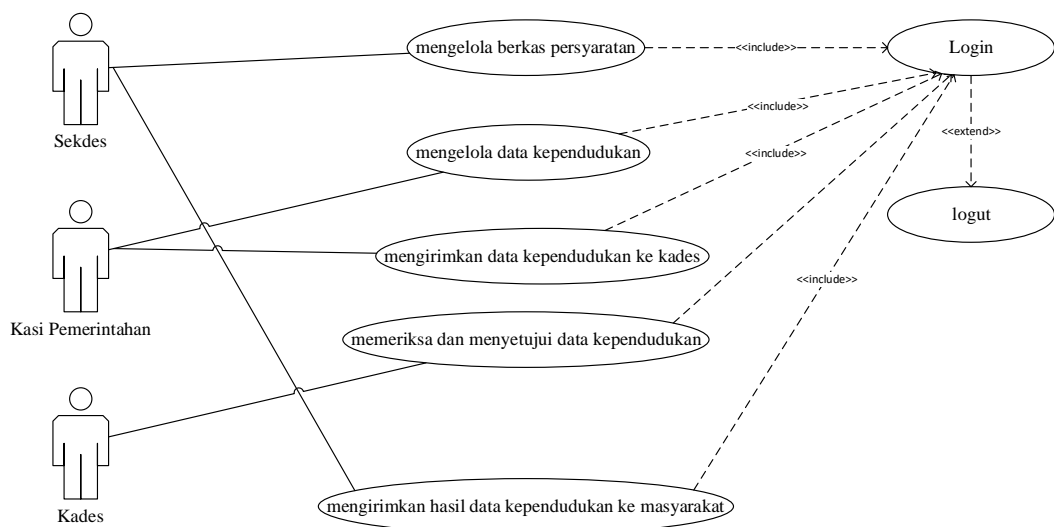 mengelola berkas persyaratan
<<include>>
Login
Sekdes
<<include>>
<<extend>>
mengelola data kependudukan
<<include>>
logut
mengirimkan data kependudukan ke kades
<<include>>
Kasi Pemerintahan
memeriksa dan menyetujui data kependudukan
mengirimkan hasil data kependudukan ke masyarakat
Kades